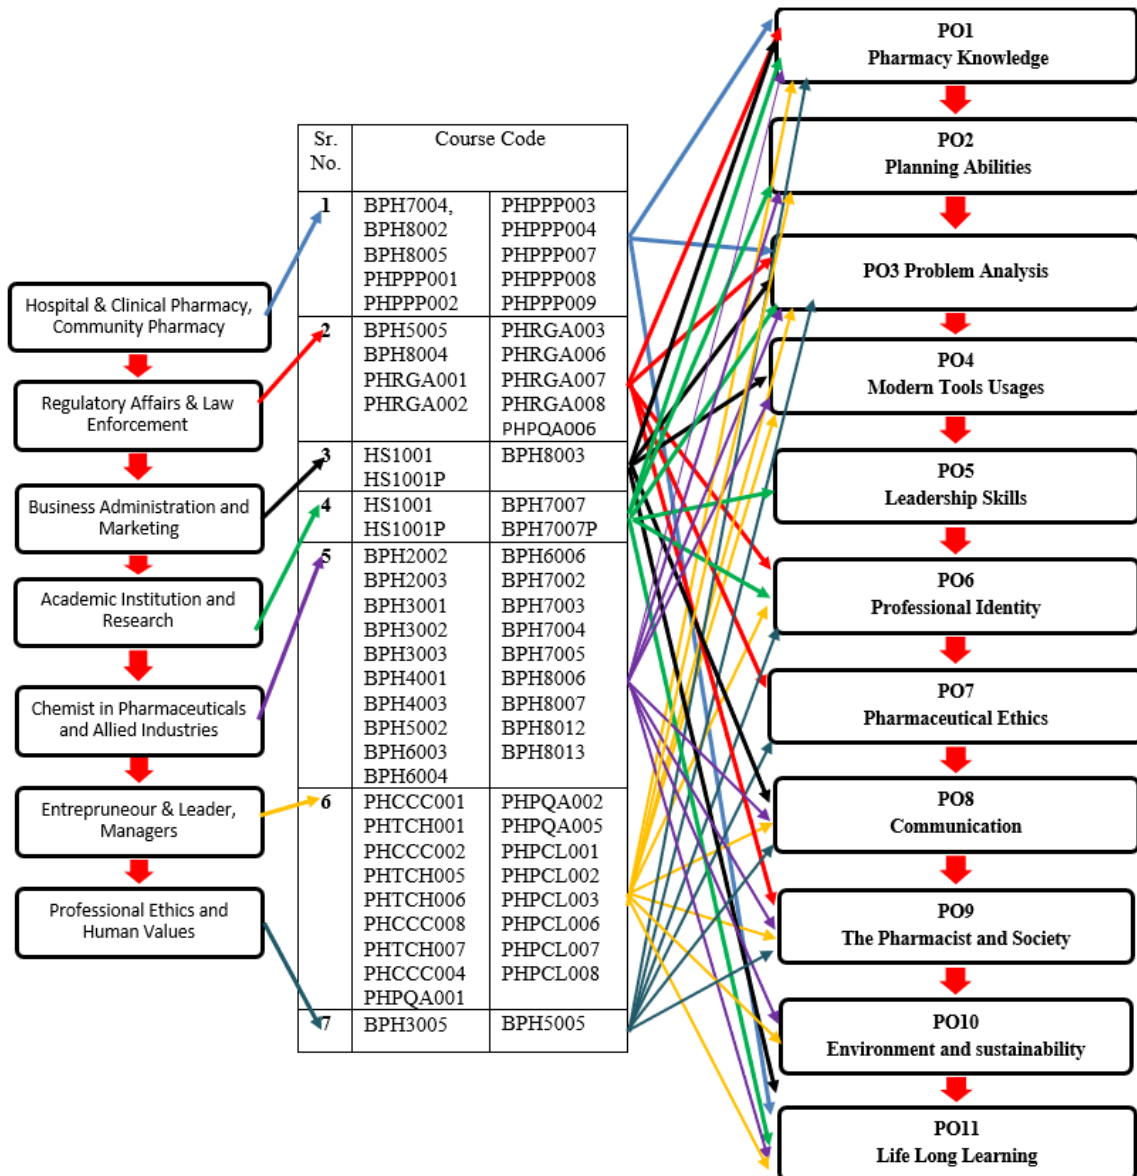 Hospital & Clinical Pharmacy,
Community Pharmacy
Regulatory Affairs & Law
Enforcement
Business Administration and
Marketing
Academic Institution and
Research
Chemist in Pharmaceuticals
and Allied Industries
Entrepruneour & Leader,
Managers
Professional Ethics and
Human Values
Sr.
No.
Course Code
1
BPH7004,
BPH8002
BPH8005
PHPPP001
PHPPP002
PHPPP003
PHPPP004
PHPPP007
PHPPP008
PHPPP009
2
BPH5005
BPH8004
PHRGA001
PHRGA002
PHRGA003
PHRGA006
PHRGA007
PHRGA008
PHPQA006
3
HS1001
HS1001P
BPH8003
4
HS1001
HS1001P
BPH7007
BPH7007P
5
BPH2002
BPH2003
BPH3001
BPH3002
BPH3003
BPH4001
BPH4003
BPH5002
BPH6003
BPH6004
BPH6006
BPH7002
BPH7003
BPH7004
BPH7005
BPH8006
BPH8007
BPH8012
BPH8013
6
PHCCC001
PHTCH001
PHCCC002
PHTCH005
PHTCH006
PHCCC008
PHTCH007
PHCCC004
PHPQA001
PHPQA002
PHPQA005
PHPCL001
PHPCL002
PHPCL003
PHPCL006
PHPCL007
PHPCL008
7
BPH3005
BPH5005
PO1
Pharmacy Knowledge
PO2
Planning Abilities
PO3 Problem Analysis
PO4
Modern Tools Usages
PO5
Leadership Skills
PO6
Professional Identity
PO7
Pharmaceutical Ethics
PO8
Communication
PO9
The Pharmacist and Society
PO10
Environment and sustainability
PO11
Life Long Learning